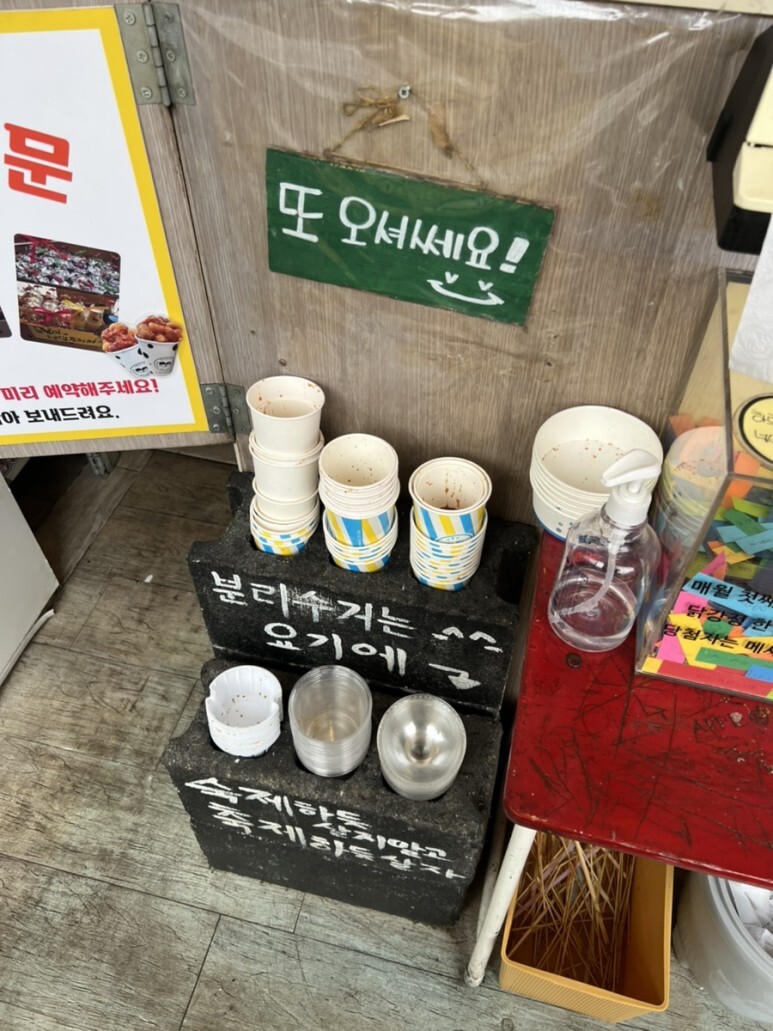 문
미리 예약해주세요!
아 보내드려요.
또 오셔쎄요!
분리수거는
요기에
숙제하듯
살지말고
축제하듯 살자
매월 첫째
닭강정 한
당첨자는 메시